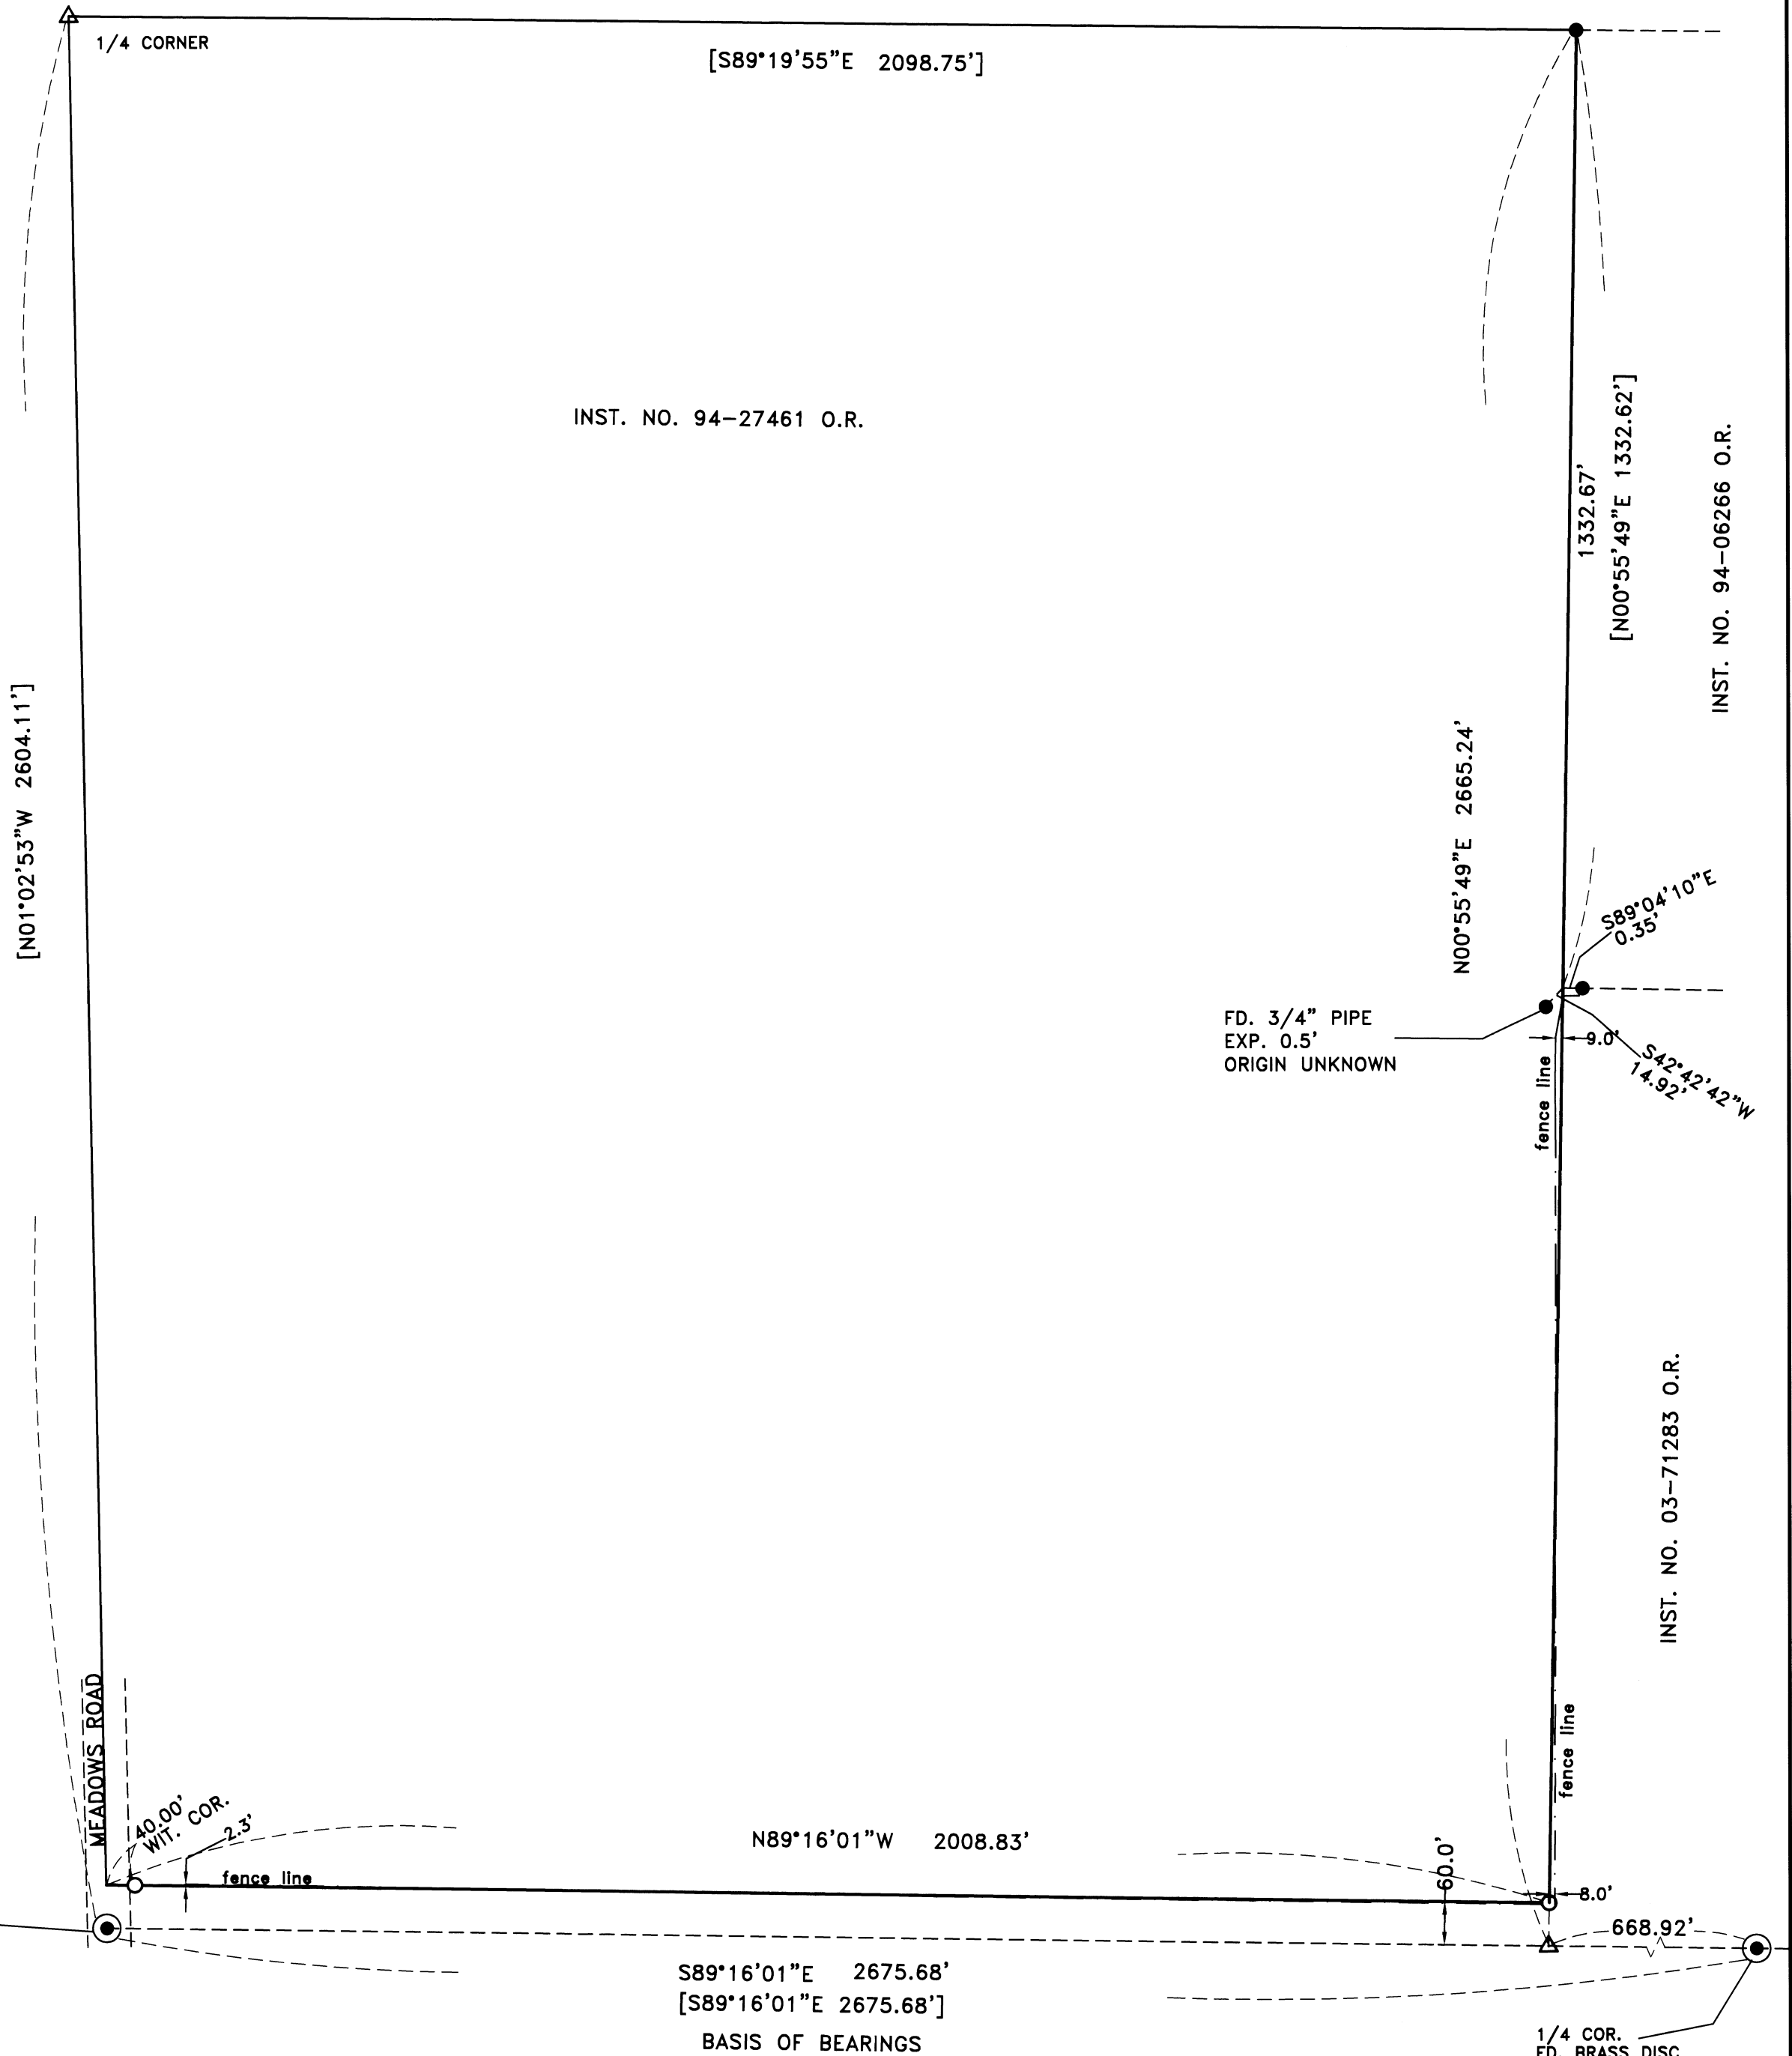 1/4 CORNER
[S89°19'55"E 2098.75']
INST. NO. 94-27461 O.R.
1332.67'
[N00°55'49"E 1332.62']
INST. NO. 94-06266 O.R.
[N01°02'53"W 2604.11']
N00°55'49"E 2665.24'
S89°04'10"E
0.35'
FD. 3/4" PIPE
EXP. 0.5'
ORIGIN UNKNOWN
9.0'
S42°42'42"W
14.92'
fence line
INST. NO. 03-71283 O.R.
fence line
MEADOWS ROAD
40.00'
WIT. COR.
2.3'
fence line
N89°16'01"W 2008.83'
60.0'
8.0'
668.92'
S89°16'01"E 2675.68'
[S89°16'01"E 2675.68']
BASIS OF BEARINGS
1/4 COR.
FD. BRASS DISC